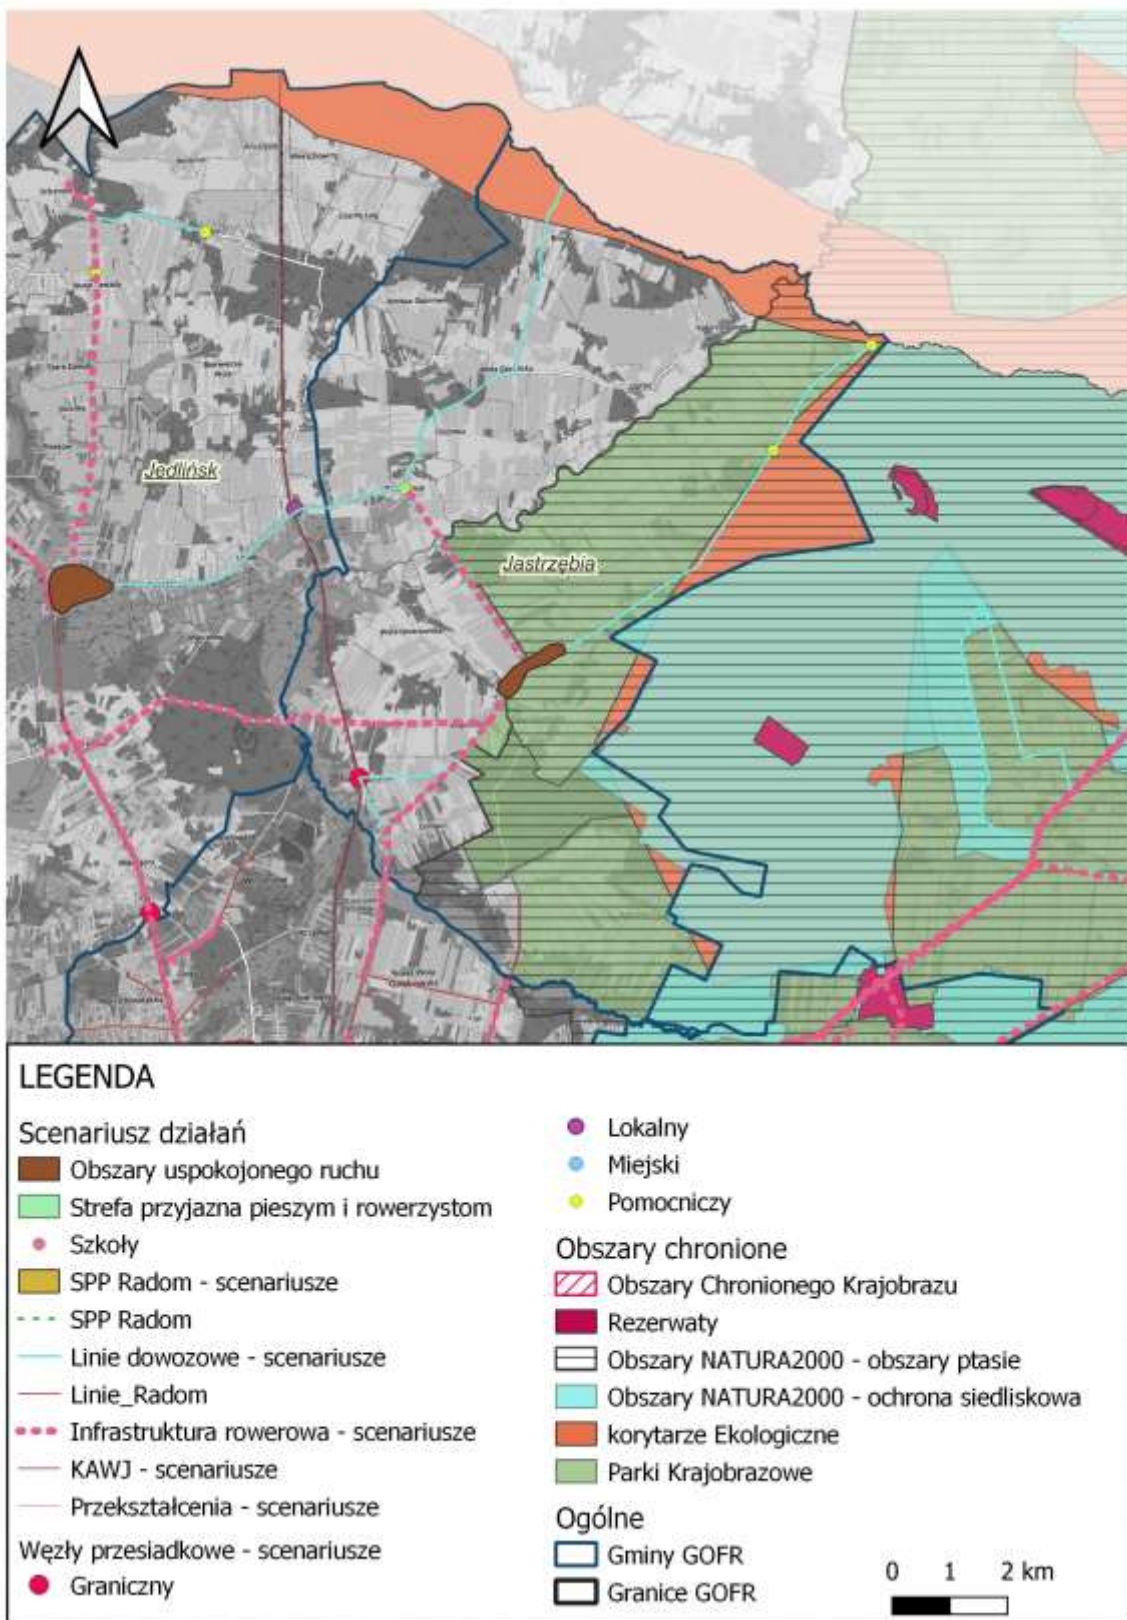 Jedlińsk
Jastrzębia
LEGENDA
Scenariusz działań
Obszary uspokojonego ruchu
Strefa przyjazna pieszym i rowerzystom
Szkoły
SPP Radom - scenariusze
SPP Radom
Linie dowozowe - scenariusze
Linie_Radom
Infrastruktura rowerowa - scenariusze
KAWJ - scenariusze
Przekształcenia - scenariusze
Węzły przesiadkowe - scenariusze
Graniczny
Lokalny
Miejski
Pomocniczy
Obszary chronione
Obszary Chronionego Krajobrazu
Rezerwaty
Obszary NATURA2000 - obszary ptasie
Obszary NATURA2000 - ochrona siedliskowa
korytarze Ekologiczne
Parki Krajobrazowe
Ogólne
Gminy GOFR
Granice GOFR
0 1 2 km